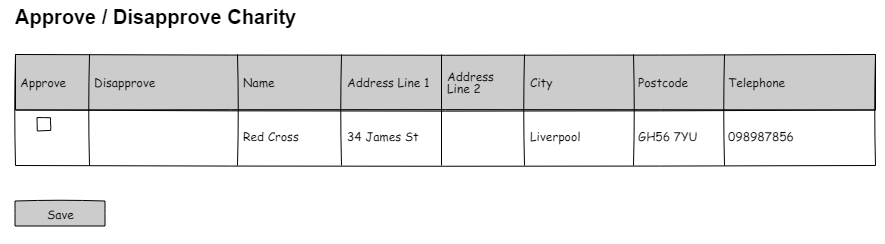 Approve / Disapprove Charity
Approve Disapprove Name Address Line 1 Address Line 2 City Postcode Telephone
Red Cross 34 James St Liverpool GH56 7YU 098987856
Save